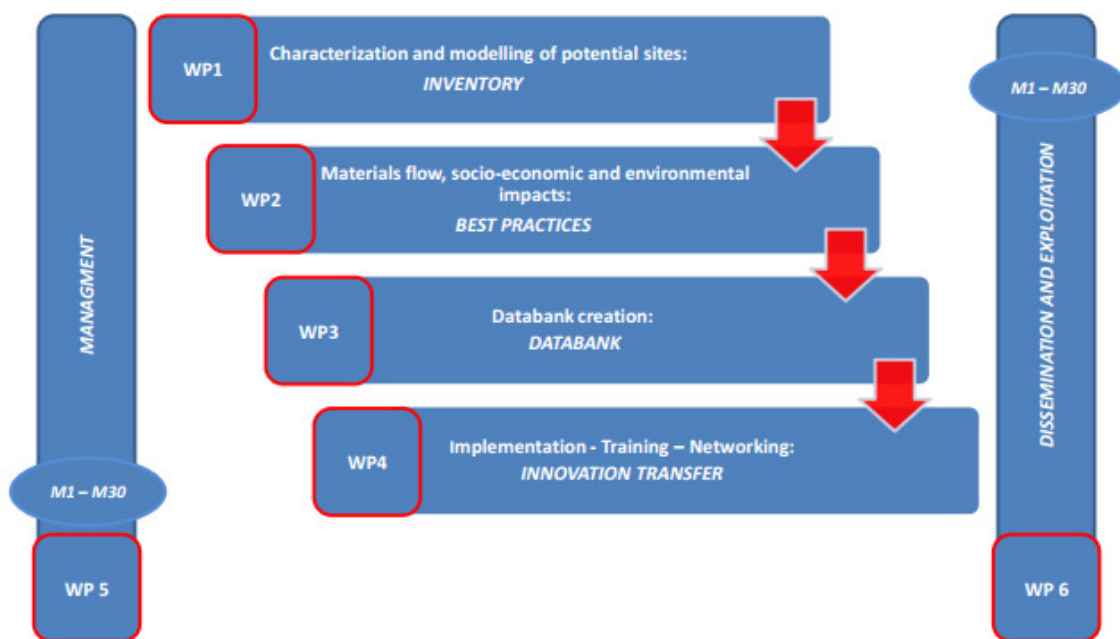 WP1
Characterization and modelling of potential sites:
INVENTORY
WP2
Materials flow, socio-economic and environmental
impacts:
BEST PRACTICES
WP3
Databank creation:
DATABANK
WP4
Implementation - Training – Networking:
INNOVATION TRANSFER
MANAGMENT
M1 – M30
WP 5
M1 – M30
DISSEMINATION AND EXPLOITATION
WP 6